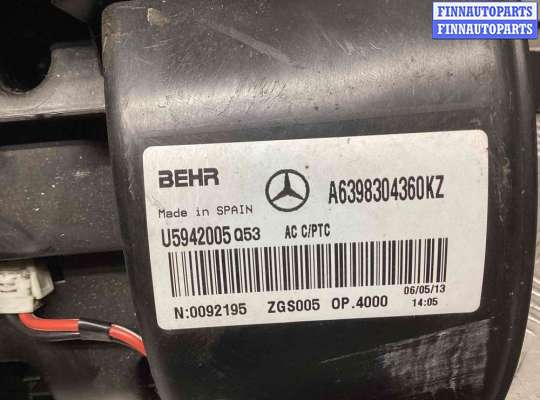 FINNAUTOPARTS
FINNAUTOPARTS
BEHR
A6398304360KZ
Made in SPAIN
U5942005 Q53 AC C/PTC
06/05/13
N:0092195 ZGS005 OP.4000 14:05